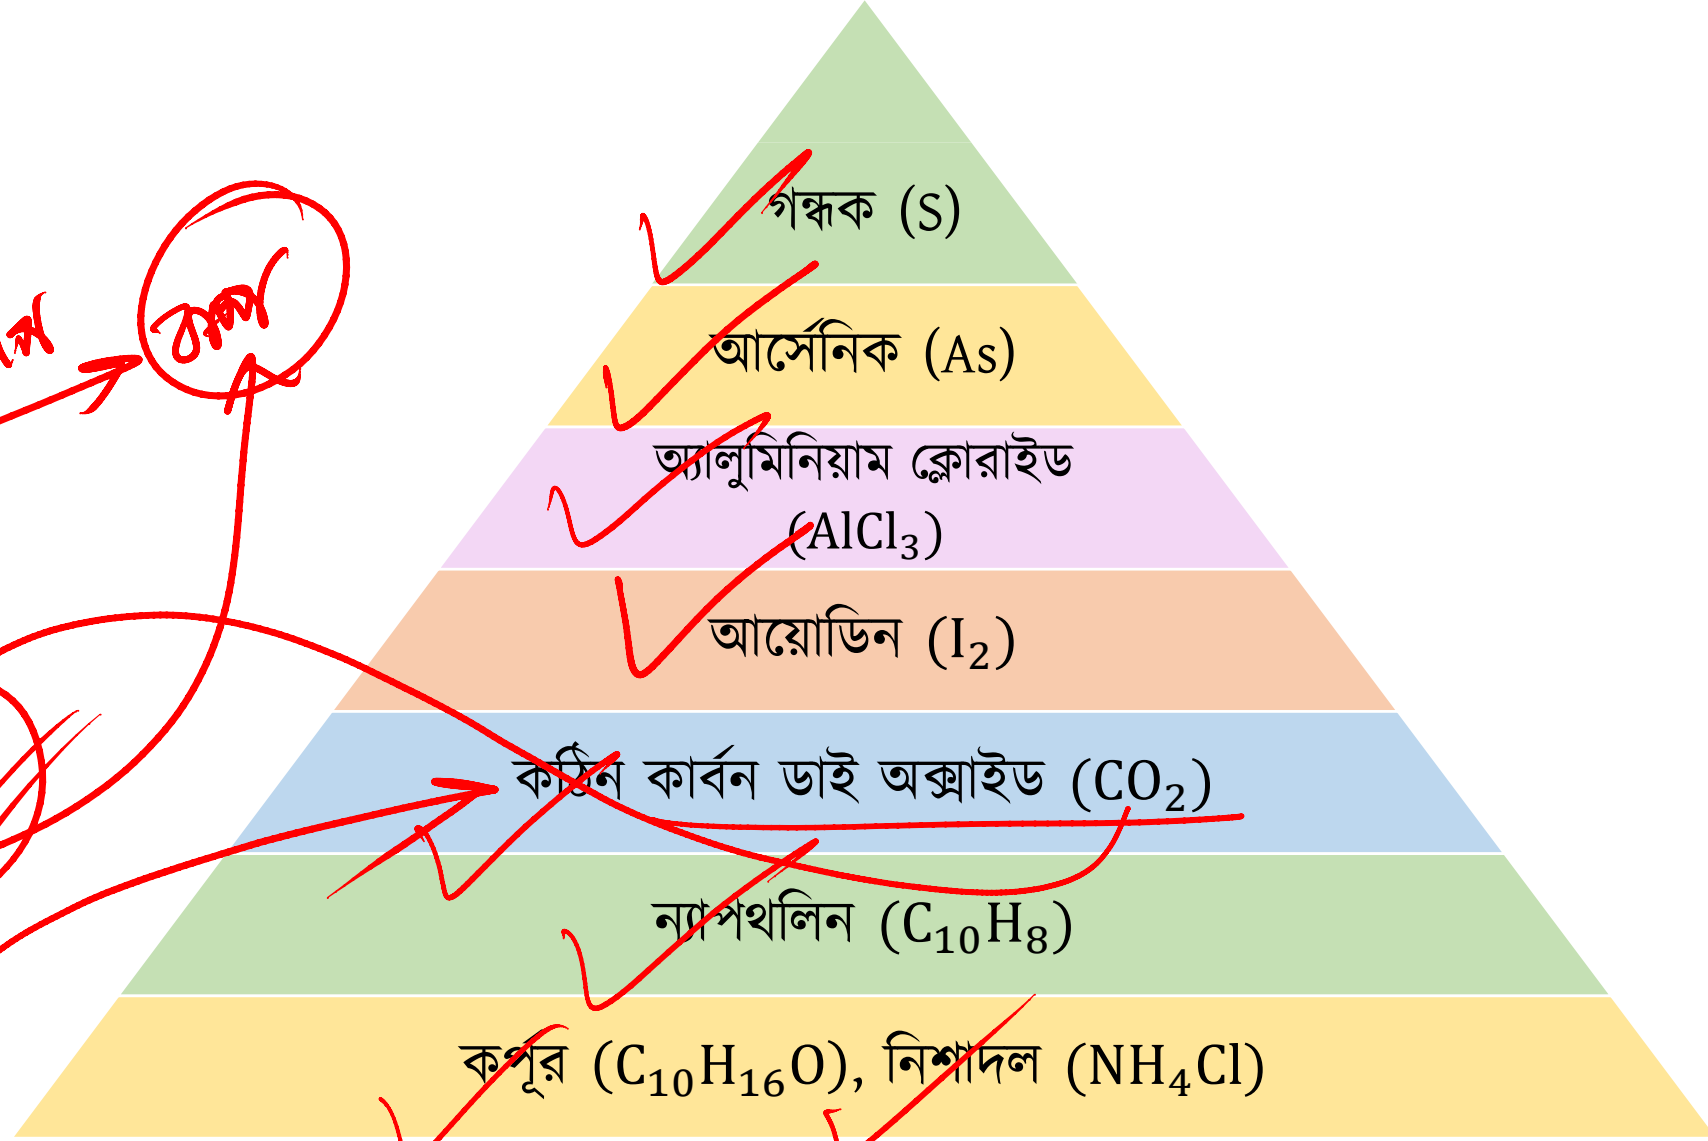 গন্ধক (S)
বাষ্প
আর্সেনিক (As)
অ্যালুমিনিয়াম ক্লোরাইড
(AlCl₃)
আয়োডিন (I₂)
কঠিন কার্বন ডাই অক্সাইড (CO₂)
ন্যাপথলিন (C₁₀H₈)
কর্পূর (C₁₀H₁₆O), নিশাদল (NH₄Cl)